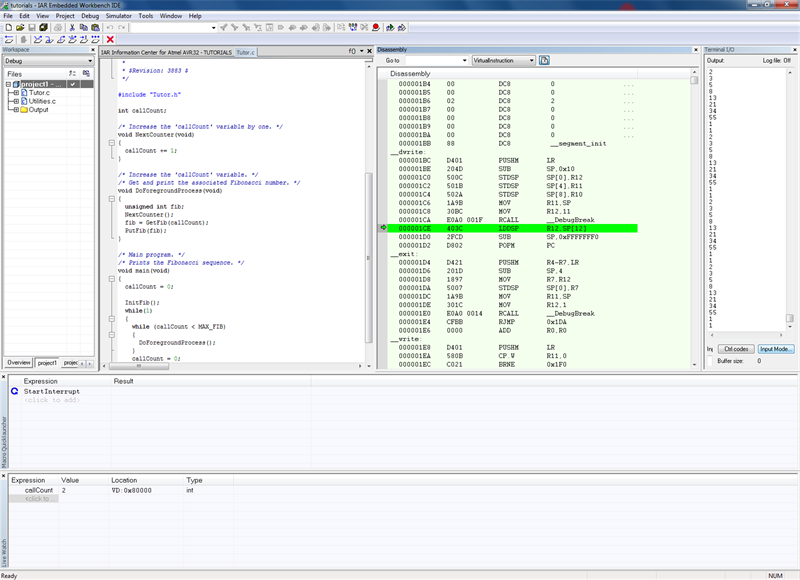 tutorials - IAR Embedded Workbench IDE
File Edit View Project Debug Simulator Tools Window Help
Workspace
Debug
Files
project1 - ...
Tutor.c
Utilities.c
Output
Overview project1 projec
IAR Information Center for Atmel AVR32 - TUTORIALS Tutor.c f()
*
* #Revision: 3883 #
*/
#include "Tutor.h"
int callCount;
/* Increase the 'callCount' variable by one. */
void NextCounter(void)
{
callCount += 1;
}
/* Increase the 'callCount' variable. */
/* Get and print the associated Fibonacci number. */
void DoForegroundProcess(void)
{
unsigned int fib;
NextCounter();
fib = GetFib(callCount);
PutFib(fib);
}
/* Main program. */
/* Prints the Fibonacci sequence. */
void main(void)
{
callCount = 0;
InitFib();
while(1)
{
while (callCount < MAX_FIB)
{
DoForegroundProcess();
}
callCount = 0;
Disassembly
Go to VirtualInstruction
Disassembly
000001B4 00 DC8 0 ...
000001B5 00 DC8 0 ...
000001B6 02 DC8 2 ...
000001B7 00 DC8 0 ...
000001B8 00 DC8 0 ...
000001B9 00 DC8 0 ...
000001BA 00 DC8 0 ...
000001BB 88 DC8 __segment_init
__dwrite:
000001BC D401 PUSHM LR
000001BE 204D SUB SP,0x10
000001C0 500C STDSP SP[0],R12
000001C2 501B STDSP SP[4],R11
000001C4 502A STDSP SP[8],R10
000001C6 1A9B MOV R11,SP
000001C8 30BC MOV R12,11
000001CA E0A0 001F RCALL __DebugBreak
000001CE 403C LDDSP R12,SP[12]
000001D0 2FCD SUB SP,0xFFFFFFF0
000001D2 D802 POPM PC
__exit:
000001D4 D421 PUSHM R4-R7,LR
000001D6 201D SUB SP,4
000001D8 1897 MOV R7,R12
000001DA 5007 STDSP SP[0],R7
000001DC 1A9B MOV R11,SP
000001DE 301C MOV R12,1
000001E0 E0A0 0014 RCALL __DebugBreak
000001E4 CFBB RJMP 0x1DA
000001E6 0000 ADD R0,R0
__write:
000001E8 D401 PUSHM LR
000001EA 580B CP.W R11,0
000001EC C021 BRNE 0x1F0
Terminal I/O
Output: Log file: Off
2
3
5
8
13
21
34
55
1
1
2
3
5
8
13
21
34
55
1
1
2
3
5
8
13
21
34
55
1
1
2
3
5
8
13
21
34
55
1
1
Inp Ctrl codes Input Mode...
Buffer size: 0
Macro Quicklauncher
Expression Result
StartInterrupt
(click to add)
Live Watch
Expression Value Location Type
callCount 2 VD:0x80000 int
<click to ...
Ready NUM